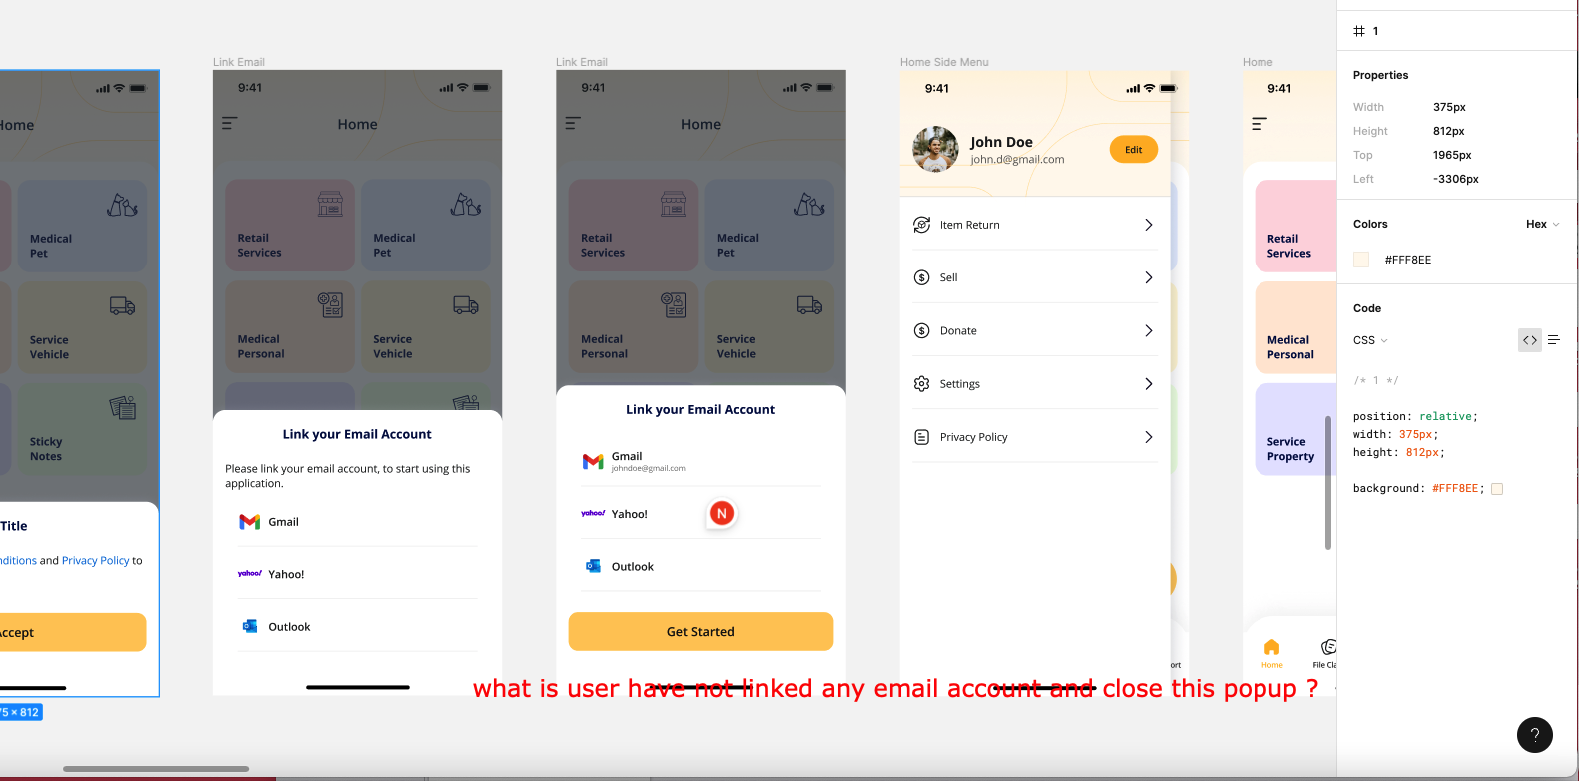 Link Email
Link Email
Home Side Menu
Home
Home
Medical
Pet
Service
Vehicle
Sticky
Notes
Title
nditions and Privacy Policy to
Accept
75 × 812
9:41
Home
Retail
Services
Medical
Pet
Medical
Personal
Service
Vehicle
Link your Email Account
Please link your email account, to start using this
application.
Gmail
yahoo!
Yahoo!
Outlook
9:41
Home
Retail
Services
Medical
Pet
Medical
Personal
Service
Vehicle
Link your Email Account
Gmail
johndoe@gmail.com
yahoo!
Yahoo!
N
Outlook
Get Started
9:41
John Doe
john.d@gmail.com
Edit
Item Return
Sell
Donate
Settings
Privacy Policy
ort
9:41
Retail
Services
Medical
Personal
Service
Property
Home
File Cla
what is user have not linked any email account and close this popup ?
1
Properties
Width 375px
Height 812px
Top 1965px
Left -3306px
Colors Hex
#FFF8EE
Code
CSS
/* 1 */
position: relative;
width: 375px;
height: 812px;
background: #FFF8EE;
?